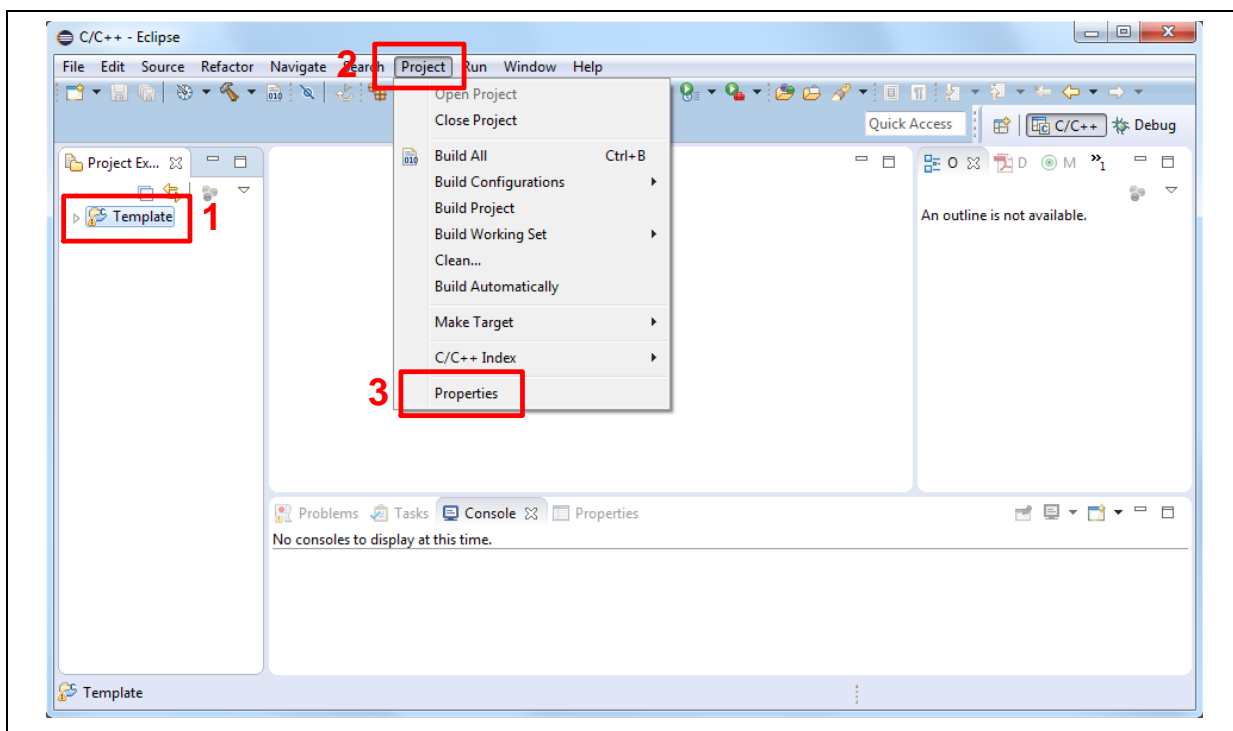 C/C++ - Eclipse
File Edit Source Refactor Navigate Search Project Run Window Help
2
Quick Access
C/C++
Debug
Project Ex...
Template
1
Open Project
Close Project
010 Build All Ctrl+B
Build Configurations
Build Project
Build Working Set
Clean...
Build Automatically
Make Target
C/C++ Index
3
Properties
O D M »1
An outline is not available.
Problems Tasks Console Properties
No consoles to display at this time.
Template